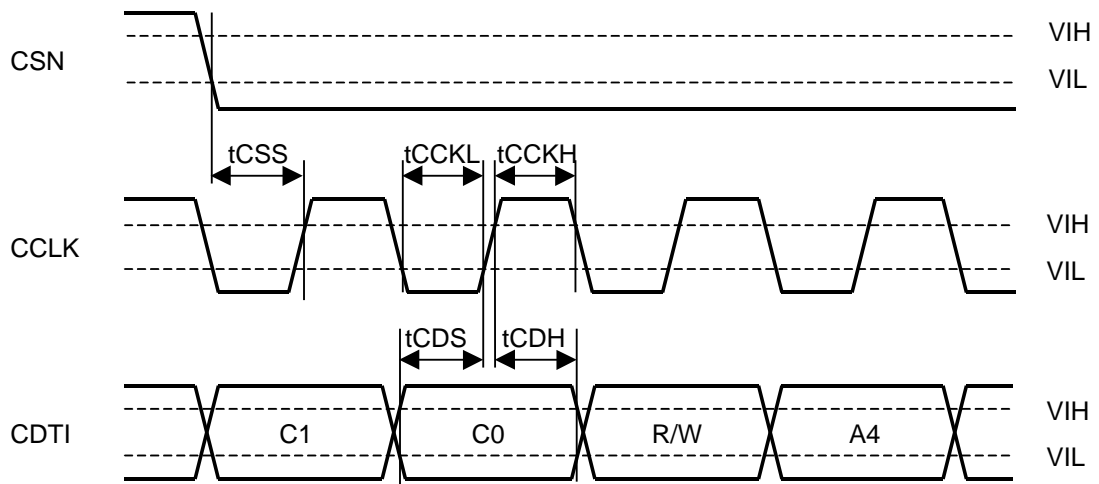 CSN
VIH
VIL
tCSS
tCCKL
tCCKH
CCLK
VIH
VIL
tCDS
tCDH
CDTI
C1
C0
R/W
A4
VIH
VIL